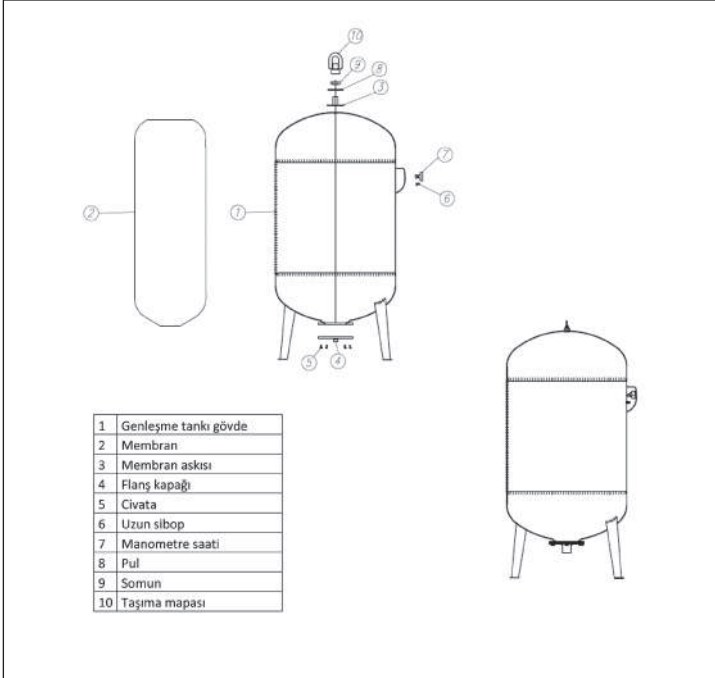 10
9
8
3
7
6
2
1
5
4
1 Genleşme tankı gövde
2 Membran
3 Membran askısı
4 Flanş kapağı
5 Civata
6 Uzun sibop
7 Manometre saati
8 Pul
9 Somun
10 Taşıma mapası